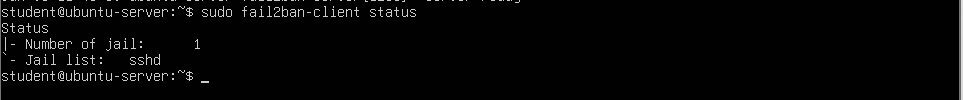 student@ubuntu-server:~$ sudo fail2ban-client status
Status
|- Number of jail:      1
`- Jail list:   sshd
student@ubuntu-server:~$ _